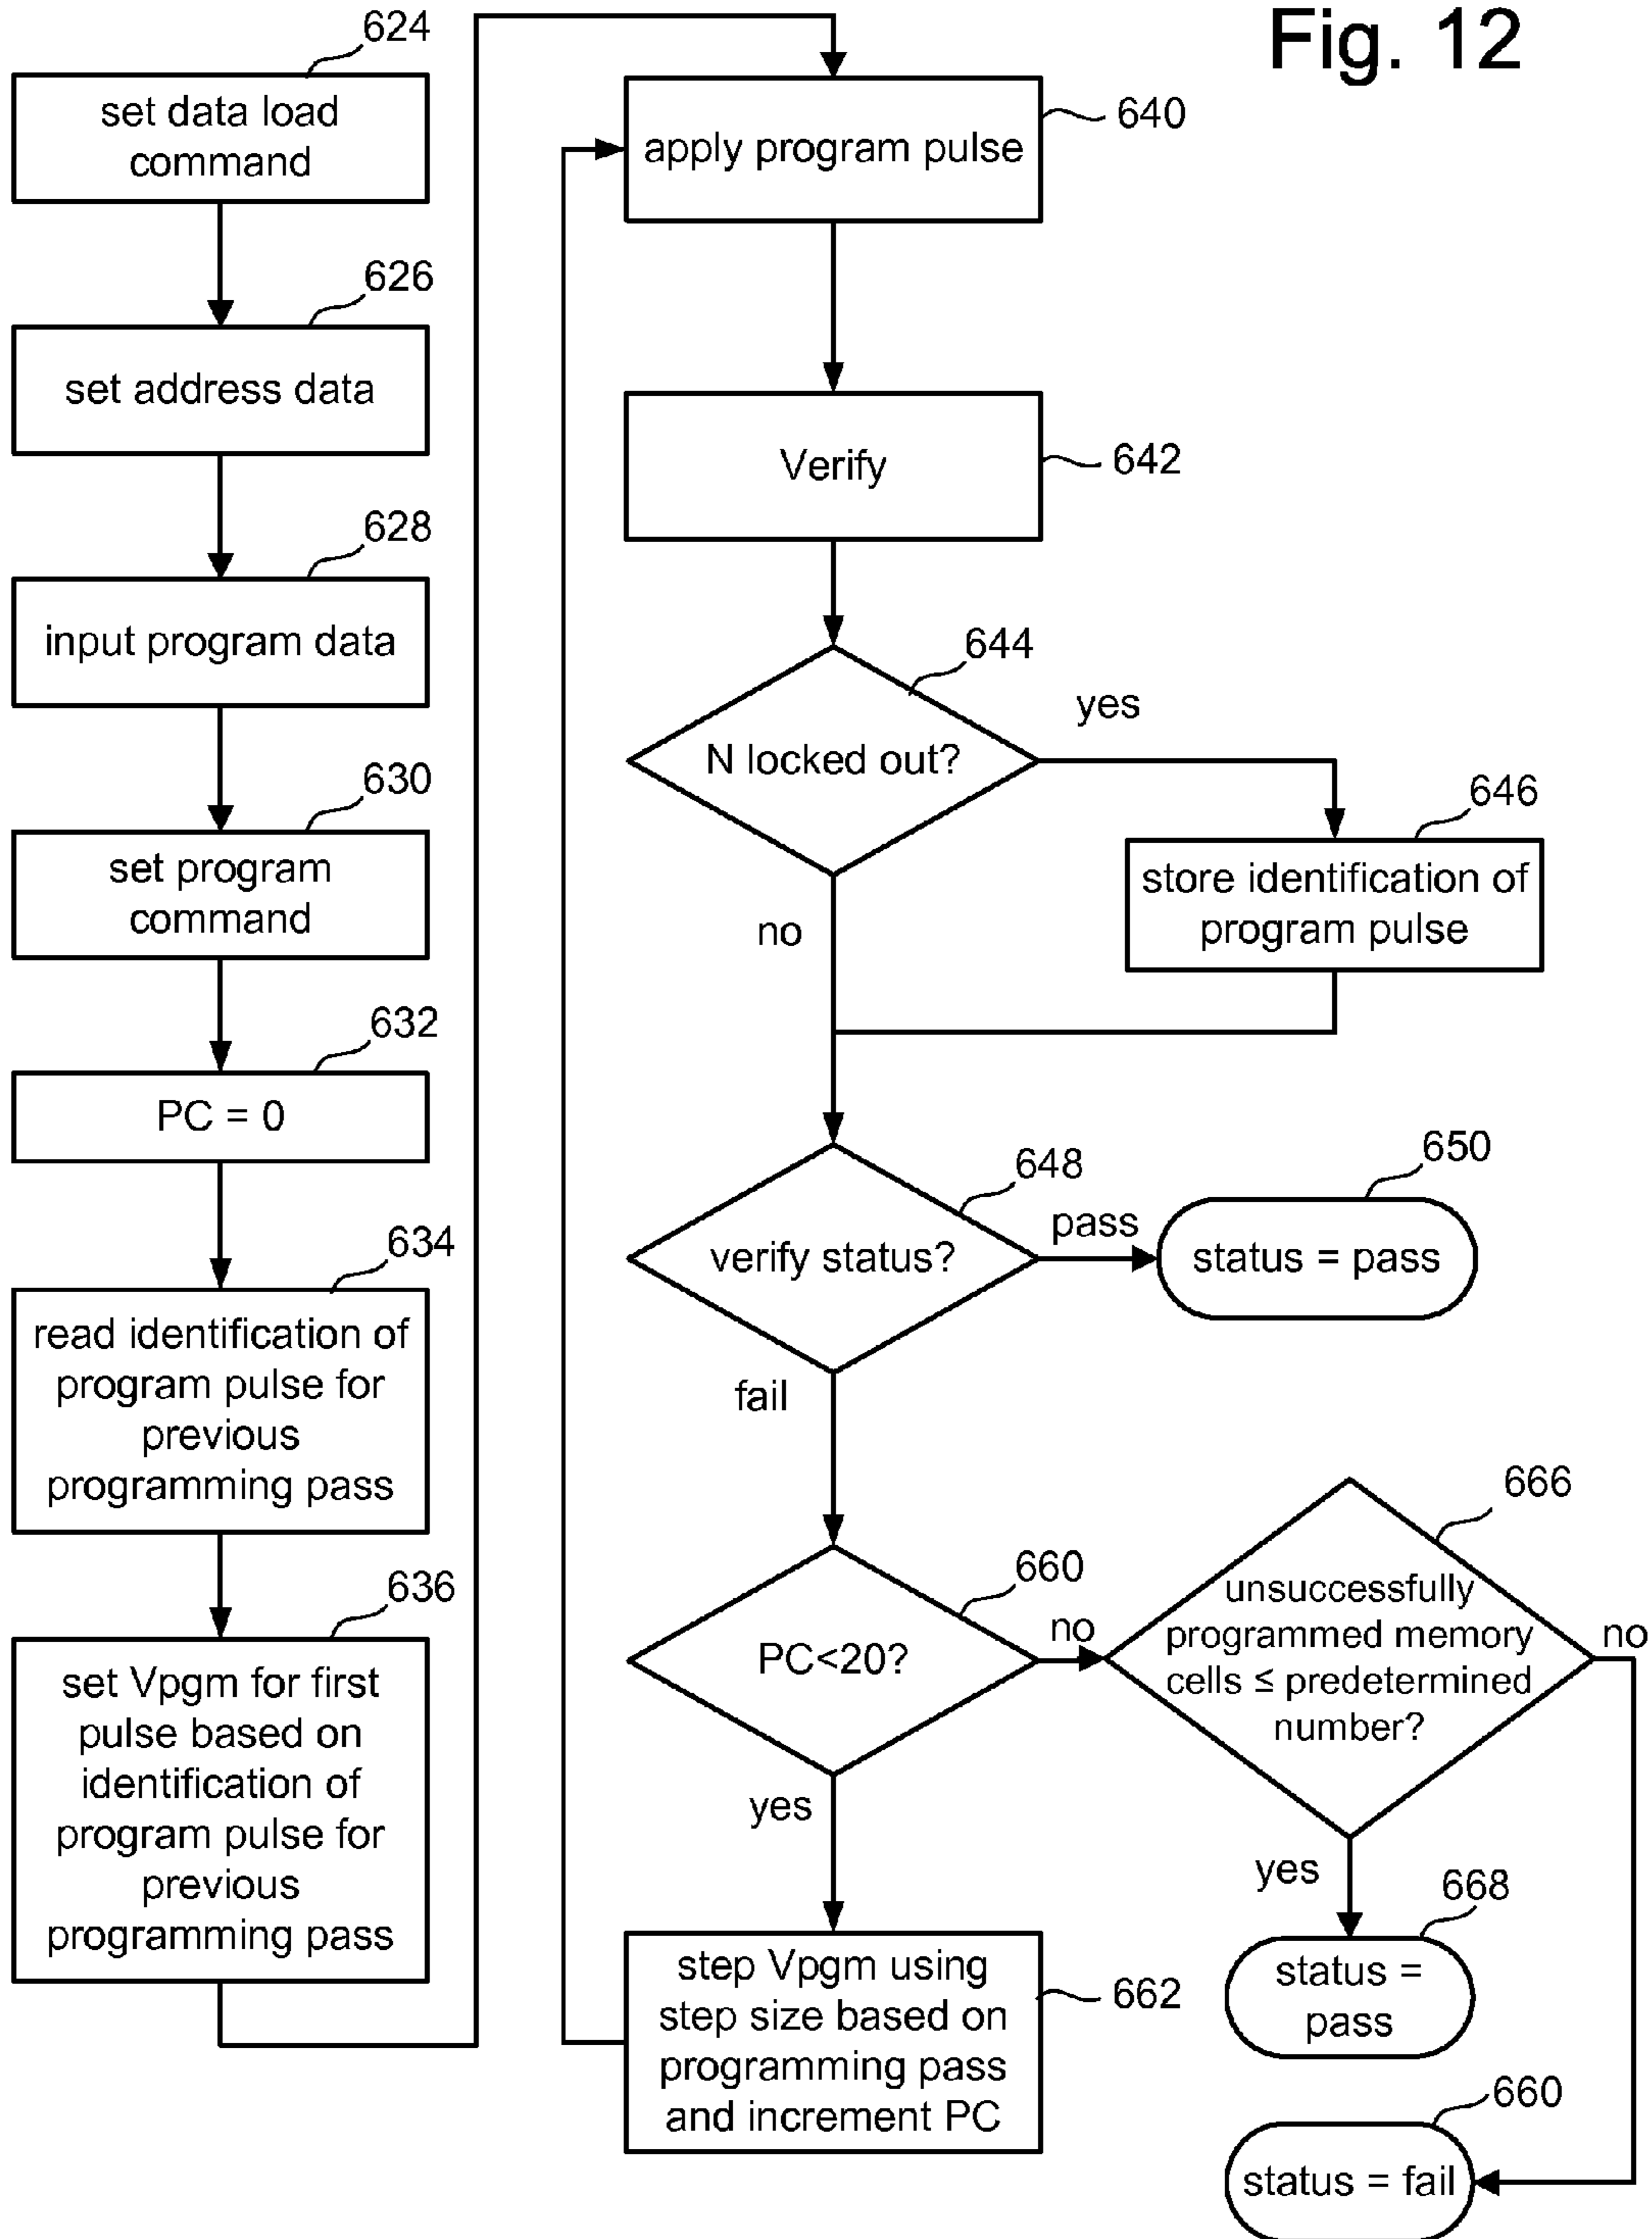 Fig. 12
624
set data load
command
626
set address data
628
input program data
630
set program
command
632
PC = 0
634
read identification of
program pulse for
previous
programming pass
636
set Vpgm for first
pulse based on
identification of
program pulse for
previous
programming pass
640
apply program pulse
642
Verify
644
N locked out?
yes
no
646
store identification of
program pulse
648
verify status?
pass
fail
650
status = pass
660
PC<20?
no
yes
662
step Vpgm using
step size based on
programming pass
and increment PC
666
unsuccessfully
programmed memory
cells ≤ predetermined
number?
no
yes
668
status =
pass
660
status = fail